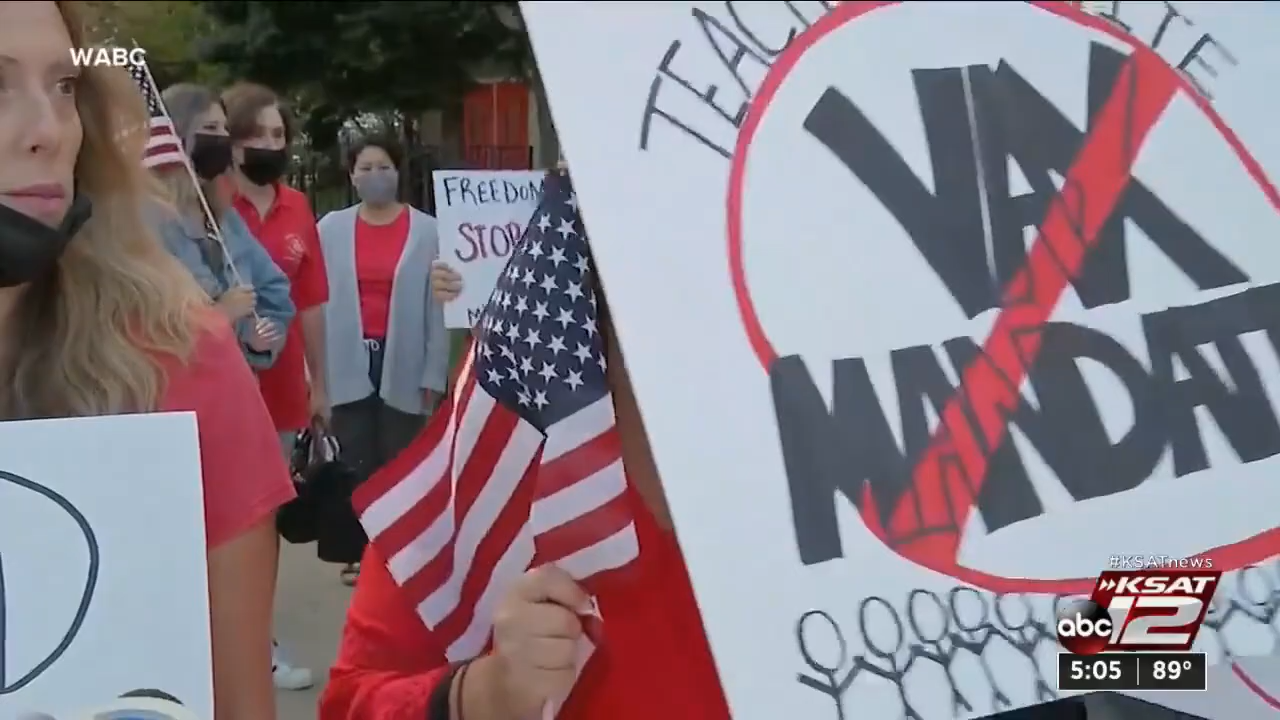 WABC
FREEDOM
STOP
VAX
MANDAT
#KSATnews
KSAT
abc 12
5:05 89°